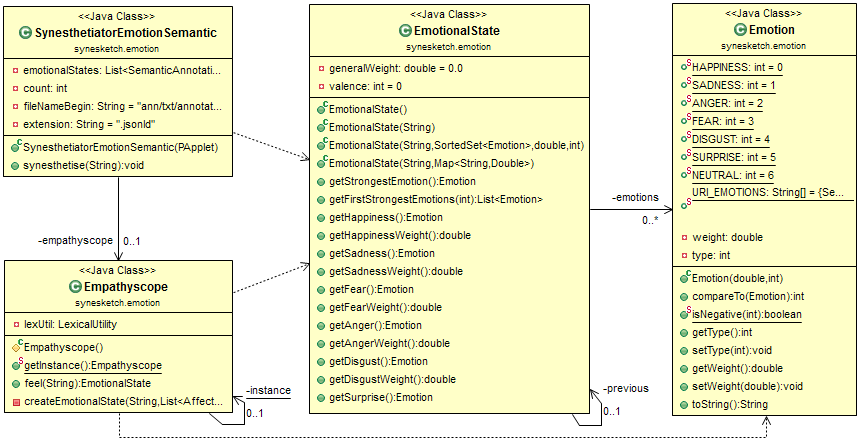 <<Java Class>>
SynesthetiatorEmotionSemantic
synesketch.emotion
emotionalStates: List<SemanticAnnotati...
count: int
fileNameBegin: String = "ann/txt/annotat...
extension: String = ".jsonld"
SynesthetiatorEmotionSemantic(PApplet)
synesthetise(String):void
-empathyscope
0..1
<<Java Class>>
Empathyscope
synesketch.emotion
lexUtil: LexicalUtility
Empathyscope()
getInstance():Empathyscope
feel(String):EmotionalState
createEmotionalState(String,List<Affect...
-instance
0..1
<<Java Class>>
EmotionalState
synesketch.emotion
generalWeight: double = 0.0
valence: int = 0
EmotionalState()
EmotionalState(String)
EmotionalState(String,SortedSet<Emotion>,double,int)
EmotionalState(String,Map<String,Double>)
getStrongestEmotion():Emotion
getFirstStrongestEmotions(int):List<Emotion>
getHappiness():Emotion
getHappinessWeight():double
getSadness():Emotion
getSadnessWeight():double
getFear():Emotion
getFearWeight():double
getAnger():Emotion
getAngerWeight():double
getDisgust():Emotion
getDisgustWeight():double
getSurprise():Emotion
-previous
0..1
-emotions
0..*
<<Java Class>>
Emotion
synesketch.emotion
HAPPINESS: int = 0
SADNESS: int = 1
ANGER: int = 2
FEAR: int = 3
DISGUST: int = 4
SURPRISE: int = 5
NEUTRAL: int = 6
URI_EMOTIONS: String[] = {Se...
weight: double
type: int
Emotion(double,int)
compareTo(Emotion):int
isNegative(int):boolean
getType():int
setType(int):void
getWeight():double
setWeight(double):void
toString():String